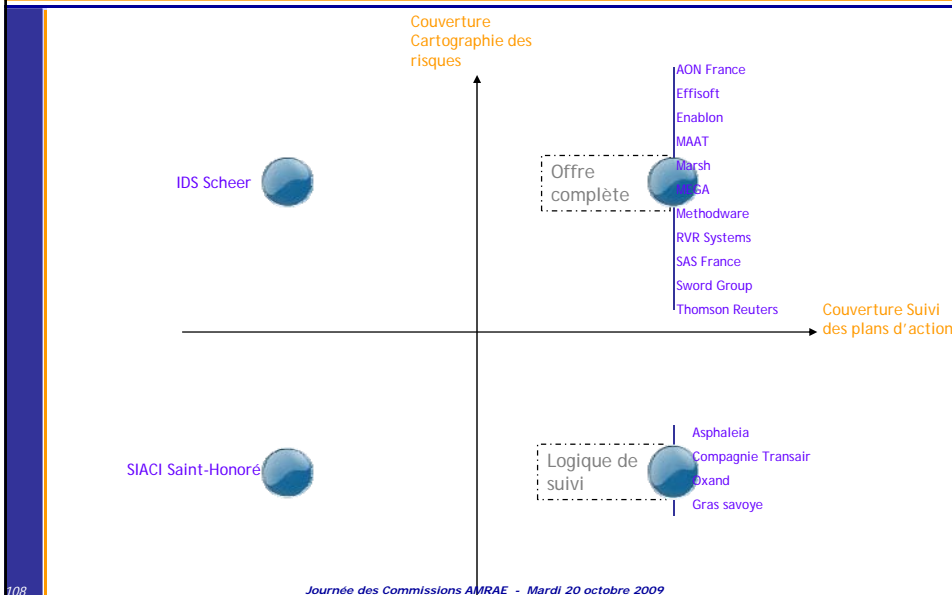 Couverture
Cartographie des
risques
AON France
Effisoft
Enablon
MAAT
Marsh
MEGA
Methodware
RVR Systems
SAS France
Sword Group
Thomson Reuters
IDS Scheer
Offre
complète
Couverture Suivi
des plans d'action
SIACI Saint-Honoré
Logique de
suivi
Asphaleia
Compagnie Transair
Oxand
Gras savoye
108
Journée des Commissions AMRAE - Mardi 20 octobre 2009